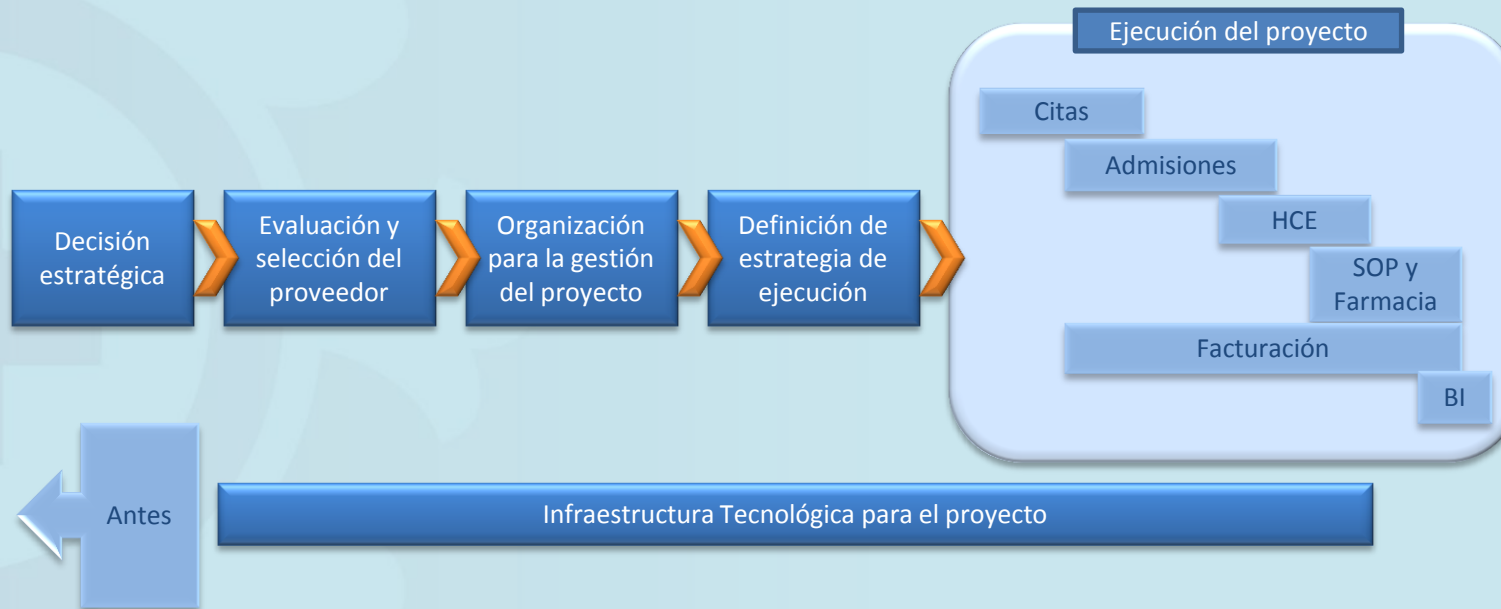 Ejecución del proyecto
Citas
Admisiones
HCE
SOP y
Farmacia
Facturación
BI
Decisión
estratégica
Evaluación y
selección del
proveedor
Organización
para la gestión
del proyecto
Definición de
estrategia de
ejecución
Antes
Infraestructura Tecnológica para el proyecto